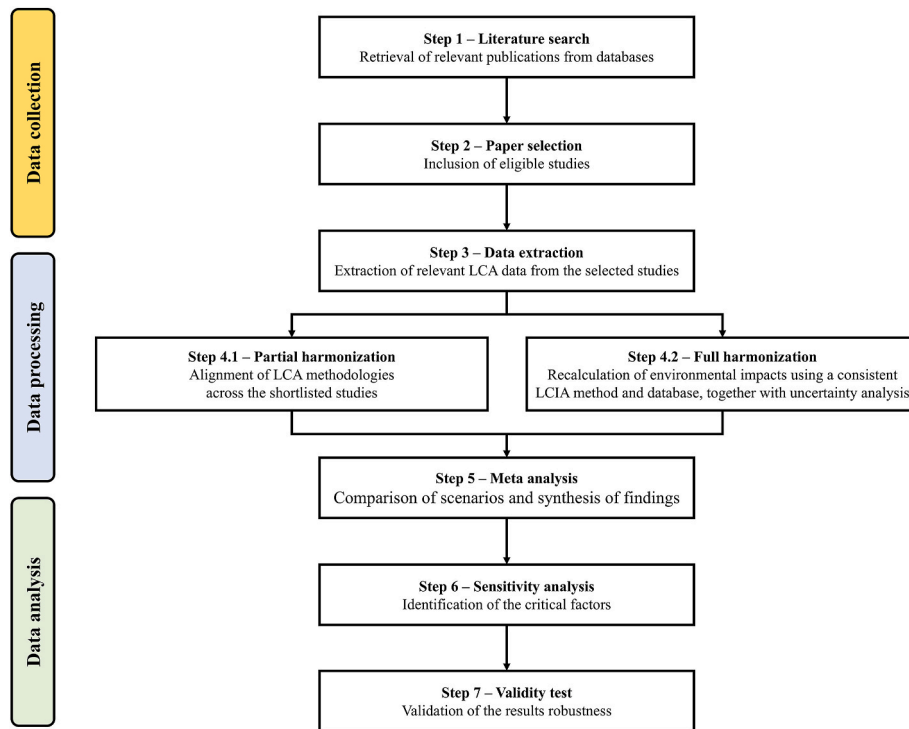 Data collection
Step 1 – Literature search
Retrieval of relevant publications from databases
Step 2 – Paper selection
Inclusion of eligible studies
Data processing
Step 3 – Data extraction
Extraction of relevant LCA data from the selected studies
Step 4.1 – Partial harmonization
Alignment of LCA methodologies
across the shortlisted studies
Step 4.2 – Full harmonization
Recalculation of environmental impacts using a consistent
LCIA method and database, together with uncertainty analysis
Step 5 – Meta analysis
Comparison of scenarios and synthesis of findings
Data analysis
Step 6 – Sensitivity analysis
Identification of the critical factors
Step 7 – Validity test
Validation of the results robustness